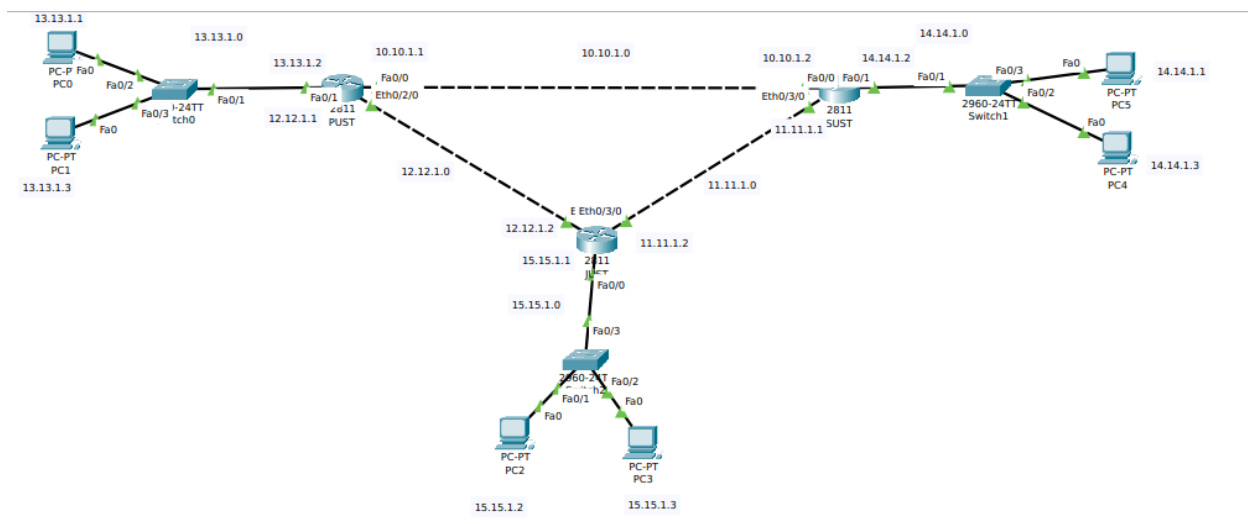 13.13.1.1
13.13.1.0
14.14.1.0
10.10.1.1
10.10.1.0
10.10.1.2
14.14.1.2
13.13.1.2
Fa0
PC0
Fa0/2
Fa0/1
Fa0/3
Fa0/1
Fa0/0
Eth0/2/0
2811
PUST
12.12.1.1
Fa0
PC-PT
PC1
13.13.1.3
Fa0/0
Fa0/1
Eth0/3/0
2811
SUST
11.11.1.1
Fa0/1
Fa0/3
Fa0/2
Switch1
Fa0
PC-PT
PC5
14.14.1.1
Fa0
PC-PT
PC4
14.14.1.3
12.12.1.0
11.11.1.0
Eth0/3/0
12.12.1.2
11.11.1.2
15.15.1.1
2811
Fa0/0
15.15.1.0
Fa0/3
Fa0/2
Fa0/1
Fa0
PC-PT
PC2
15.15.1.2
Fa0
PC-PT
PC3
15.15.1.3